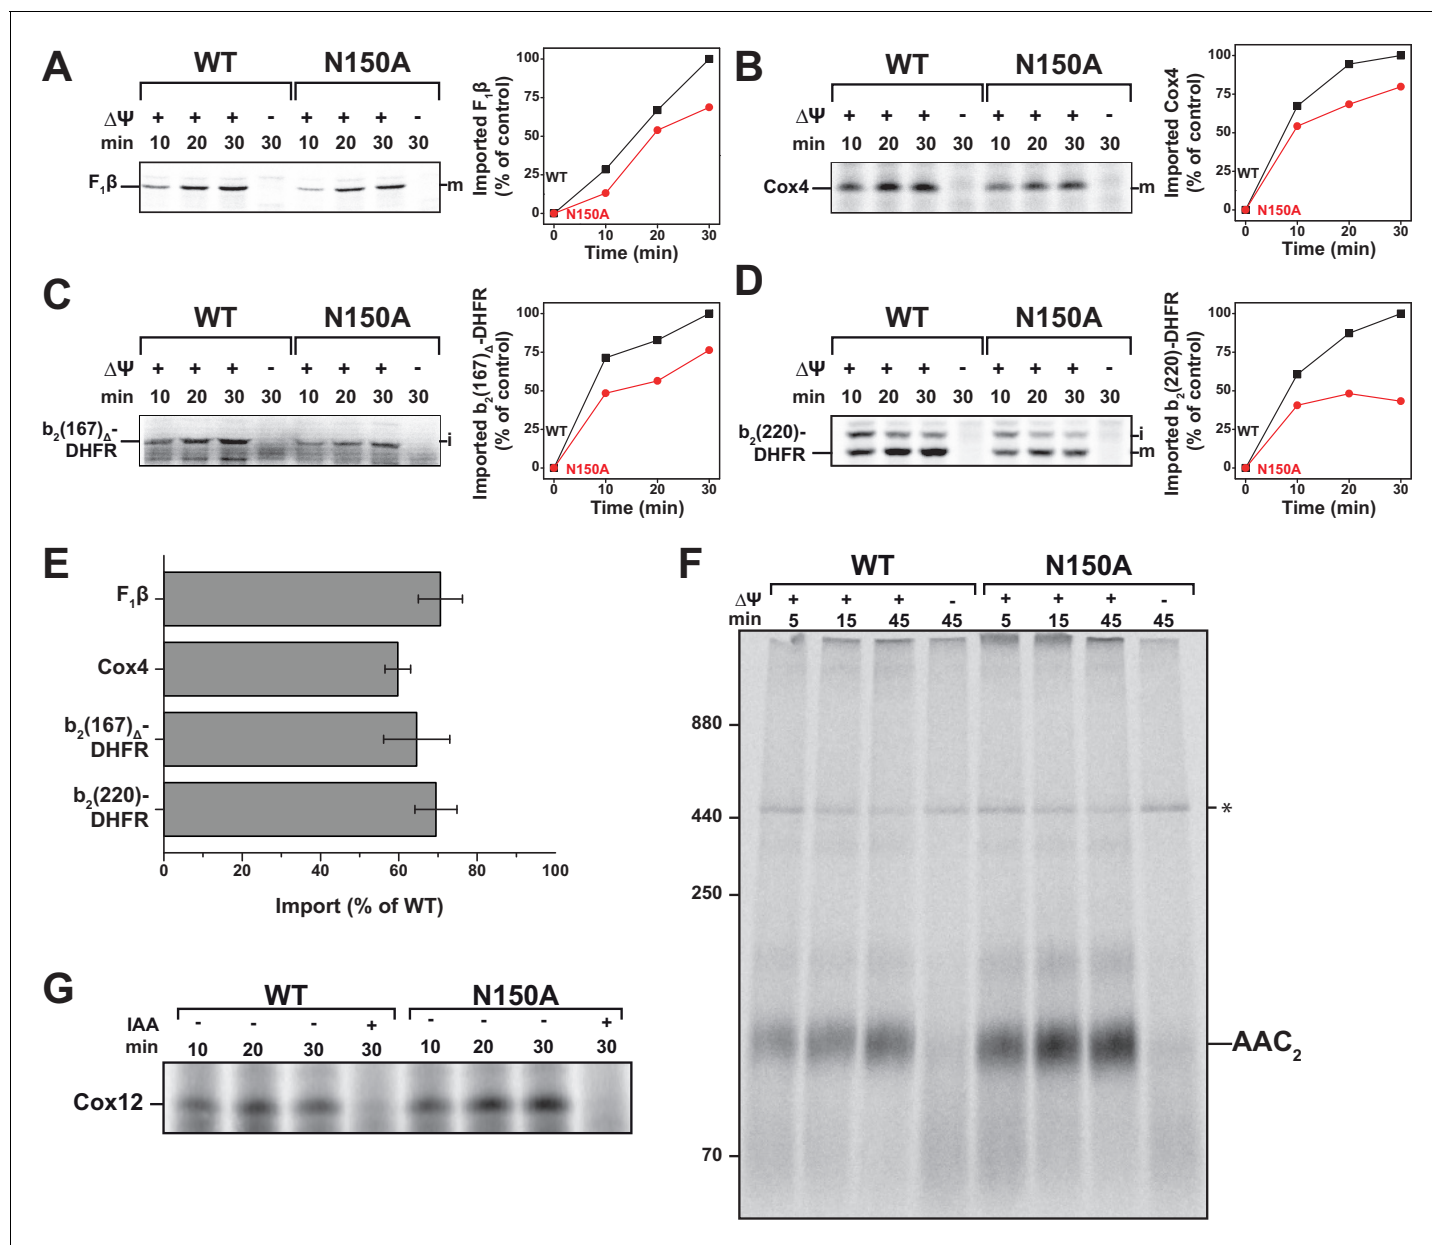 A
WT N150A
ΔΨ + + + - + + + -
min 10 20 30 30 10 20 30 30
F₁β
m
Imported F₁β
(% of control)
100
75
50
25
0
WT
N150A
0 10 20 30
Time (min)
B
WT N150A
ΔΨ + + + - + + + -
min 10 20 30 30 10 20 30 30
Cox4
m
Imported Cox4
(% of control)
100
75
50
25
0
WT
N150A
0 10 20 30
Time (min)
C
WT N150A
ΔΨ + + + - + + + -
min 10 20 30 30 10 20 30 30
b₂(167)Δ-
DHFR
i
Imported b₂(167)Δ-DHFR
(% of control)
100
75
50
25
0
WT
N150A
0 10 20 30
Time (min)
D
WT N150A
ΔΨ + + + - + + + -
min 10 20 30 30 10 20 30 30
b₂(220)-
DHFR
i
m
Imported b₂(220)-DHFR
(% of control)
100
75
50
25
0
WT
N150A
0 10 20 30
Time (min)
E
F₁β
Cox4
b₂(167)Δ-
DHFR
b₂(220)-
DHFR
0 20 40 60 80 100
Import (% of WT)
F
WT N150A
ΔΨ + + + - + + + -
min 5 15 45 45 5 15 45 45
880
440
250
70
*
AAC₂
G
WT N150A
IAA - - - + - - - +
min 10 20 30 30 10 20 30 30
Cox12